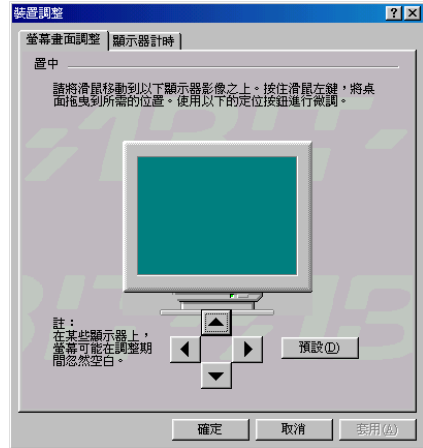 裝置調整
螢幕畫面調整 顯示器計時
置中
請將滑鼠移動到以下顯示器影像之上。按住滑鼠左鍵，將桌
面拖曳到所需的位置。使用以下的定位按鈕進行微調。
註：
在某些顯示器上，
螢幕可能在調整期
間忽然空白。
預設(D)
確定 取消 套用(A)